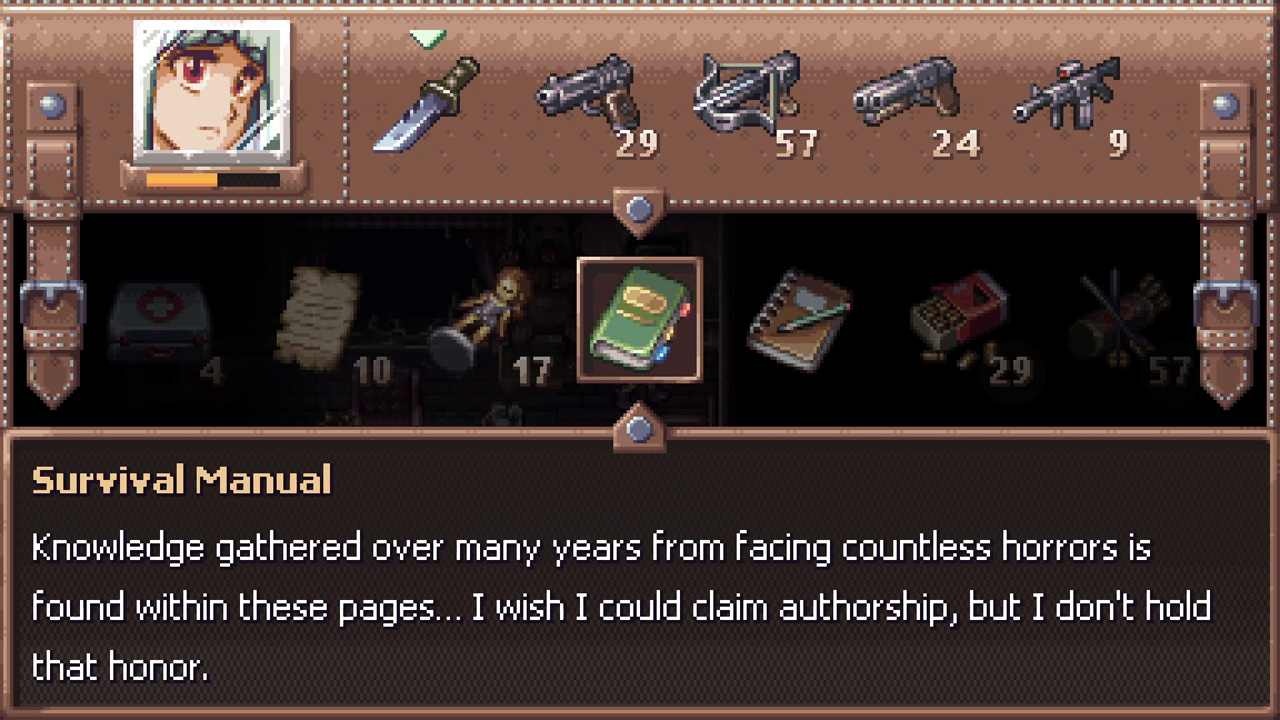 29
57
24
9
4
10
17
29
57
Survival Manual
Knowledge gathered over many years from facing countless horrors is
found within these pages... I wish I could claim authorship, but I don't hold
that honor.